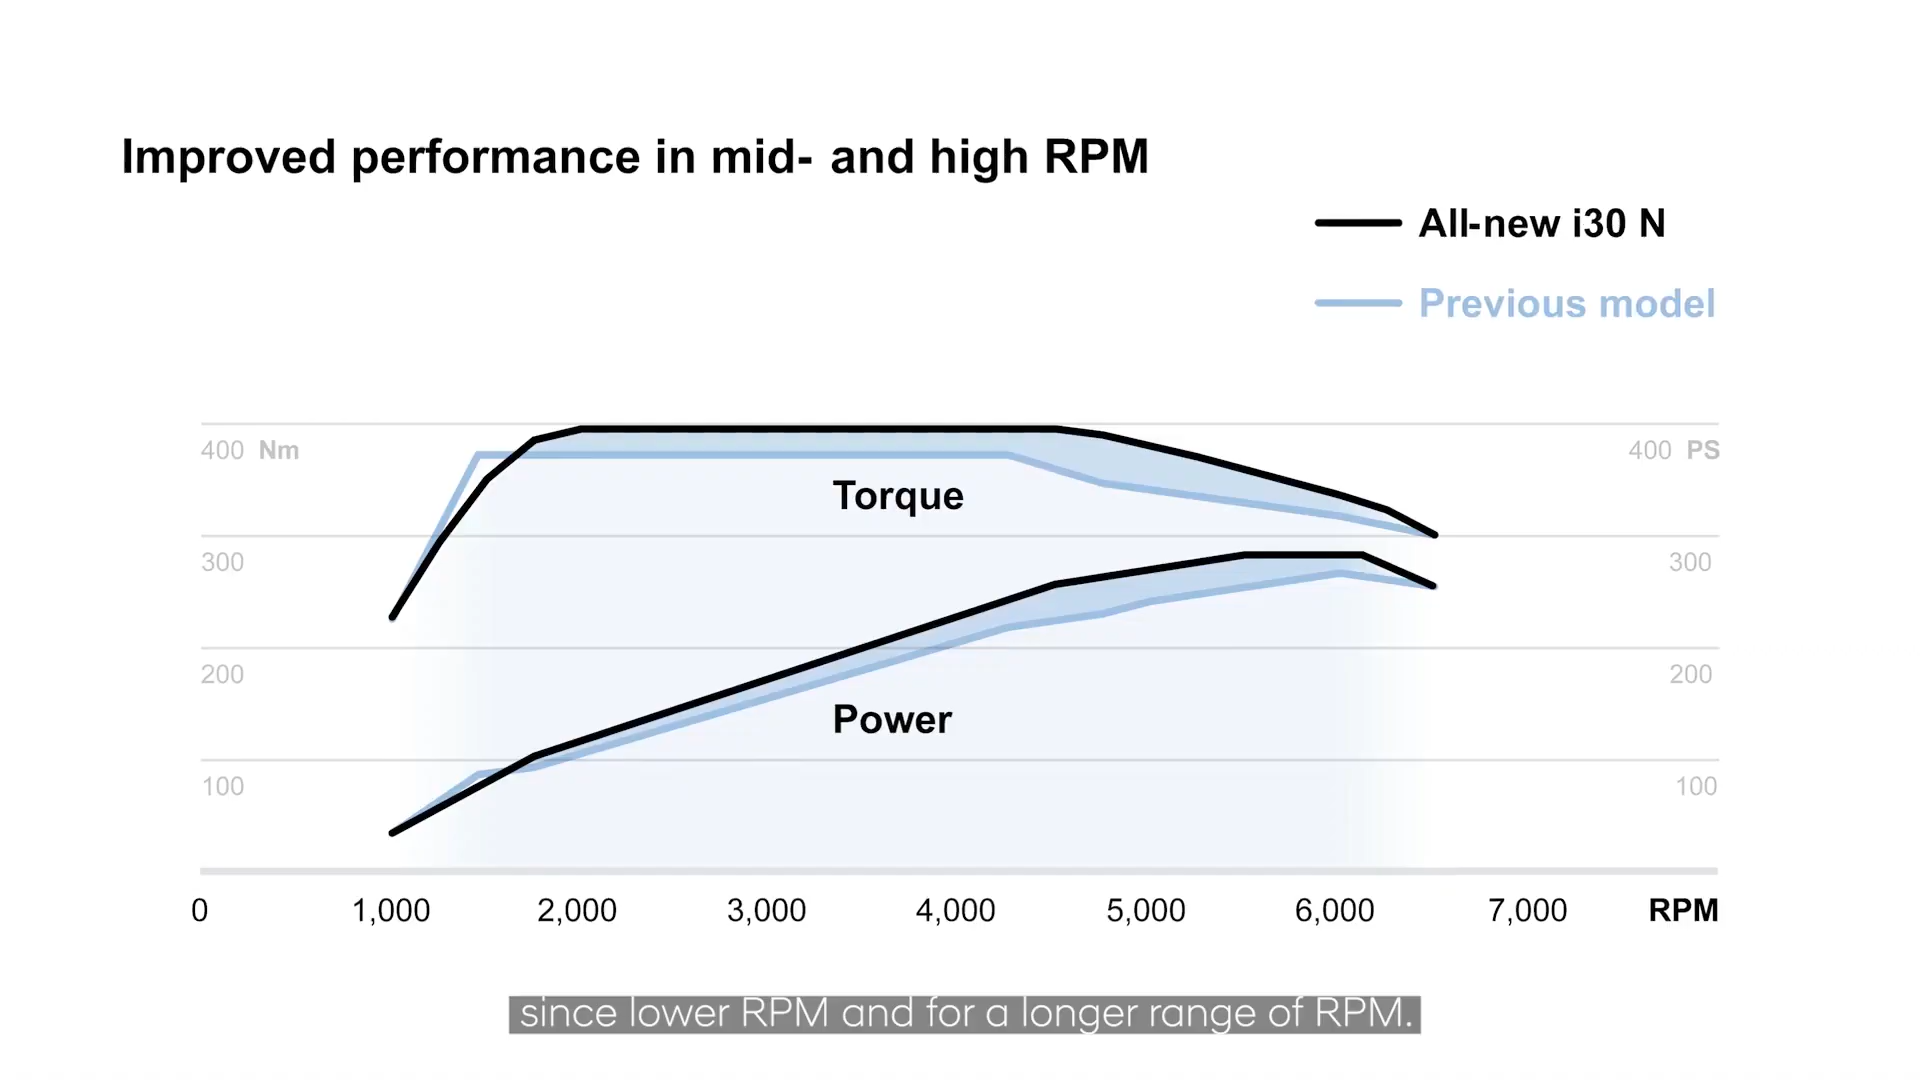 Improved performance in mid- and high RPM
All-new i30 N
Previous model
400 Nm
400 PS
Torque
300
300
200
200
Power
100
100
0 1,000 2,000 3,000 4,000 5,000 6,000 7,000 RPM
since lower RPM and for a longer range of RPM.